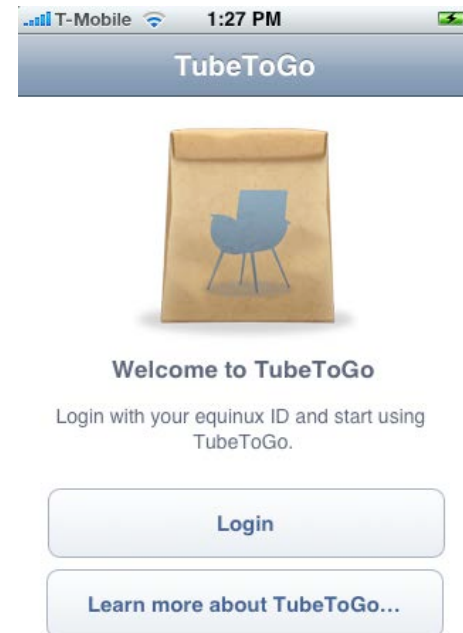 T-Mobile 1:27 PM
TubeToGo
Welcome to TubeToGo
Login with your equinux ID and start using
TubeToGo.
Login
Learn more about TubeToGo...